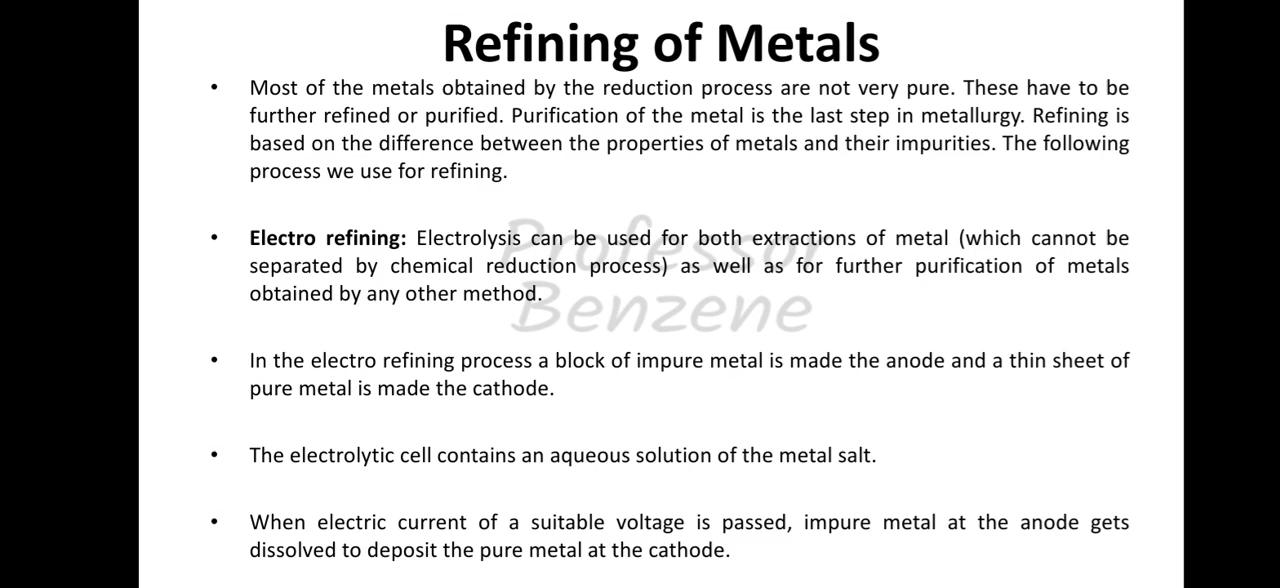 Refining of Metals
• Most of the metals obtained by the reduction process are not very pure. These have to be
further refined or purified. Purification of the metal is the last step in metallurgy. Refining is
based on the difference between the properties of metals and their impurities. The following
process we use for refining.
• Electro refining: Electrolysis can be used for both extractions of metal (which cannot be
separated by chemical reduction process) as well as for further purification of metals
obtained by any other method.
Professor
Benzene
• In the electro refining process a block of impure metal is made the anode and a thin sheet of
pure metal is made the cathode.
• The electrolytic cell contains an aqueous solution of the metal salt.
• When electric current of a suitable voltage is passed, impure metal at the anode gets
dissolved to deposit the pure metal at the cathode.